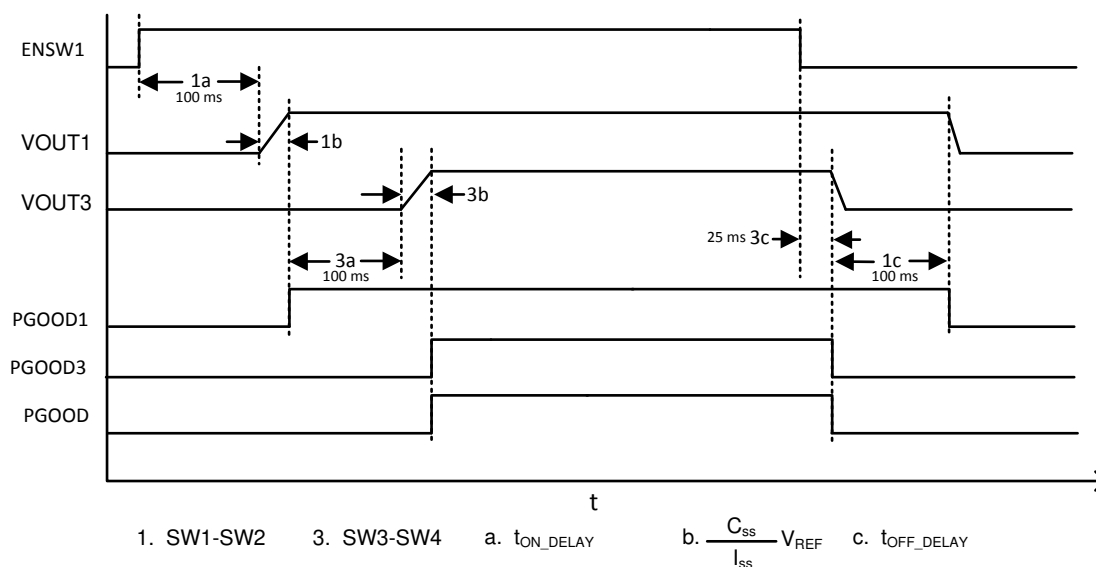 ENSW1
1a
100 ms
VOUT1
1b
VOUT3
3b
25 ms 3c
3a
100 ms
1c
100 ms
PGOOD1
PGOOD3
PGOOD
t
1. SW1-SW2 3. SW3-SW4 a. tON_DELAY b. Css / Iss VREF c. tOFF_DELAY